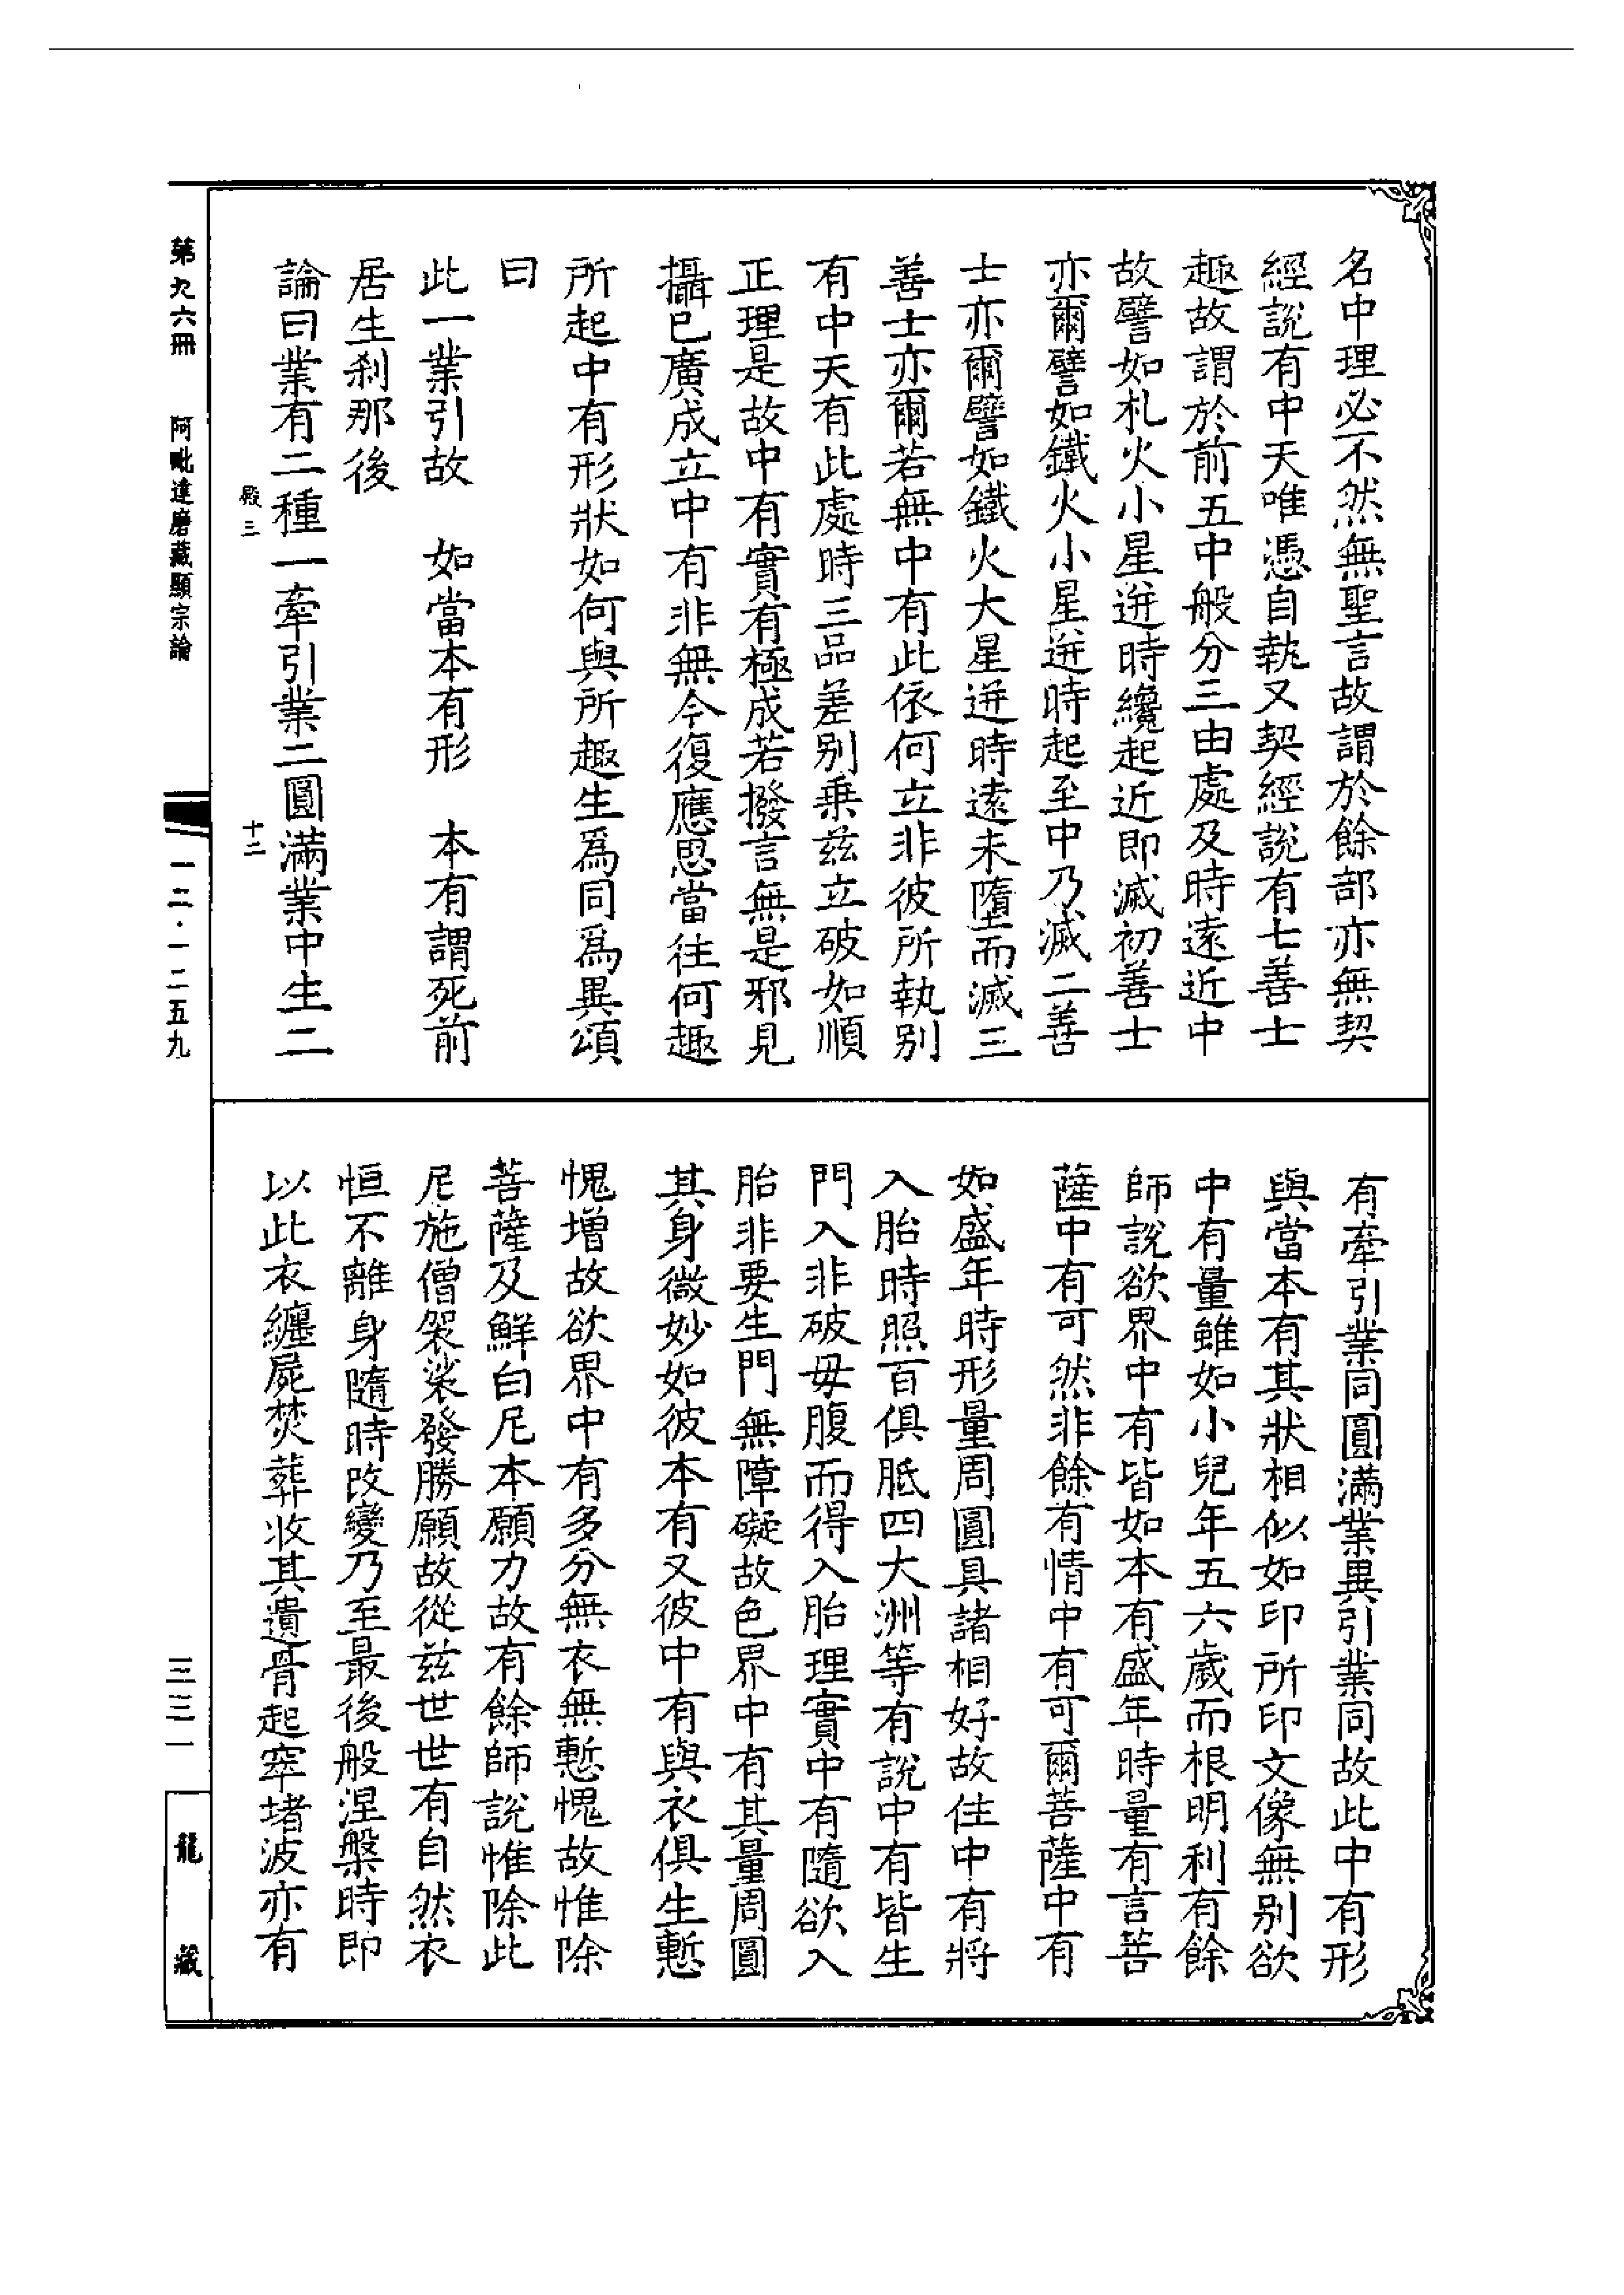 名中理必不然無聖言故謂於餘部亦無契
經說有中天唯憑自執又契經說有七善士
趣故謂於前五中般分三由處及時遠近中
故譬如札火小星迸時纔起近即滅初善士
亦爾譬如鐵火小星迸時起至中乃滅二善
士亦爾譬如鐵火大星迸時遠未墮而滅三
善士亦爾若無中有此依何立非彼所執別
有中天有此處時三品差別乗茲立破如順
正理是故中有實有極成若撥言無是邪見
攝已廣成立中有非無今復應思當往何趣
所起中有形狀如何與所趣生爲同爲異頌
曰
此一業引故　如當本有形　本有謂死前
居生剎那後
論曰業有二種一牽引業二圓滿業中生二
殿三　十二
有牽引業同圓滿業異引業同故此中有形
與當本有其狀相似如印所印文像無別欲
中有量雖如小兒年五六歲而根明利有餘
師說欲界中有皆如本有盛年時量有言菩
薩中有可然非餘有情中有可爾菩薩中有
如盛年時形量周圓具諸相好故住中有將
入胎時照百俱胝四大洲等有說中有皆生
門入非破毋腹而得入胎理實中有隨欲入
胎非要生門無障礙故色界中有其量周圓
其身微妙如彼本有又彼中有與衣俱生慙
愧增故欲界中有多分無衣無慙愧故惟除
菩薩及鮮白尼本願力故有餘師說惟除此
尼施僧袈裟發勝願故從茲世世有自然衣
恒不離身隨時改變乃至最後般涅槃時即
以此衣纏屍焚葬收其遺骨起窣堵波亦有
第九六冊　阿毗達磨藏顯宗論　一二·一二五九　三三一　龍藏